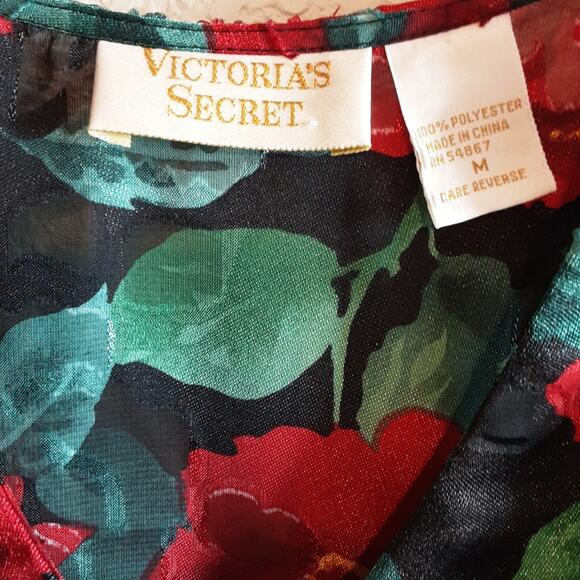 VICTORIA'S
SECRET
100% POLYESTER
MADE IN CHINA
RN 54867
M
CARE REVERSE